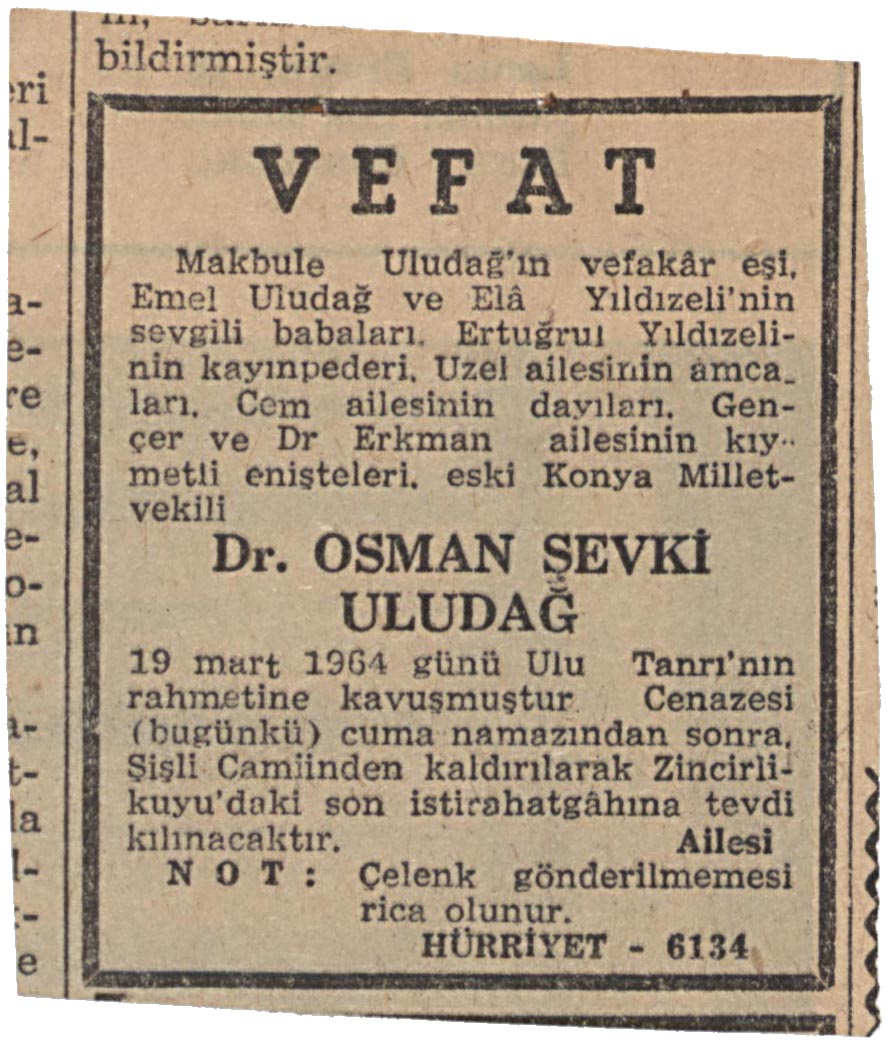 bildirmiştir.
eri
al-
VEFAT
Makbule Uludağ'ın vefakâr eşi,
Emel Uludağ ve Elâ Yıldızeli'nin
sevgili babaları. Ertuğrul Yıldızeli-
nin kayınpederi. Uzel ailesinin amca-
ları. Cem ailesinin dayıları. Gen-
çer ve Dr Erkman ailesinin kıy-
metli enişteleri. eski Konya Millet-
vekili
Dr. OSMAN ŞEVKİ
ULUDAĞ
19 mart 1964 günü Ulu Tanrı'nın
rahmetine kavuşmuştur. Cenazesi
(bugünkü) cuma namazından sonra,
Şişli Camiinden kaldırılarak Zincirli-
kuyu'daki son istirahatgâhına tevdi
kılınacaktır. Ailesi
NOT: Çelenk gönderilmemesi
rica olunur.
HÜRRİYET - 6134